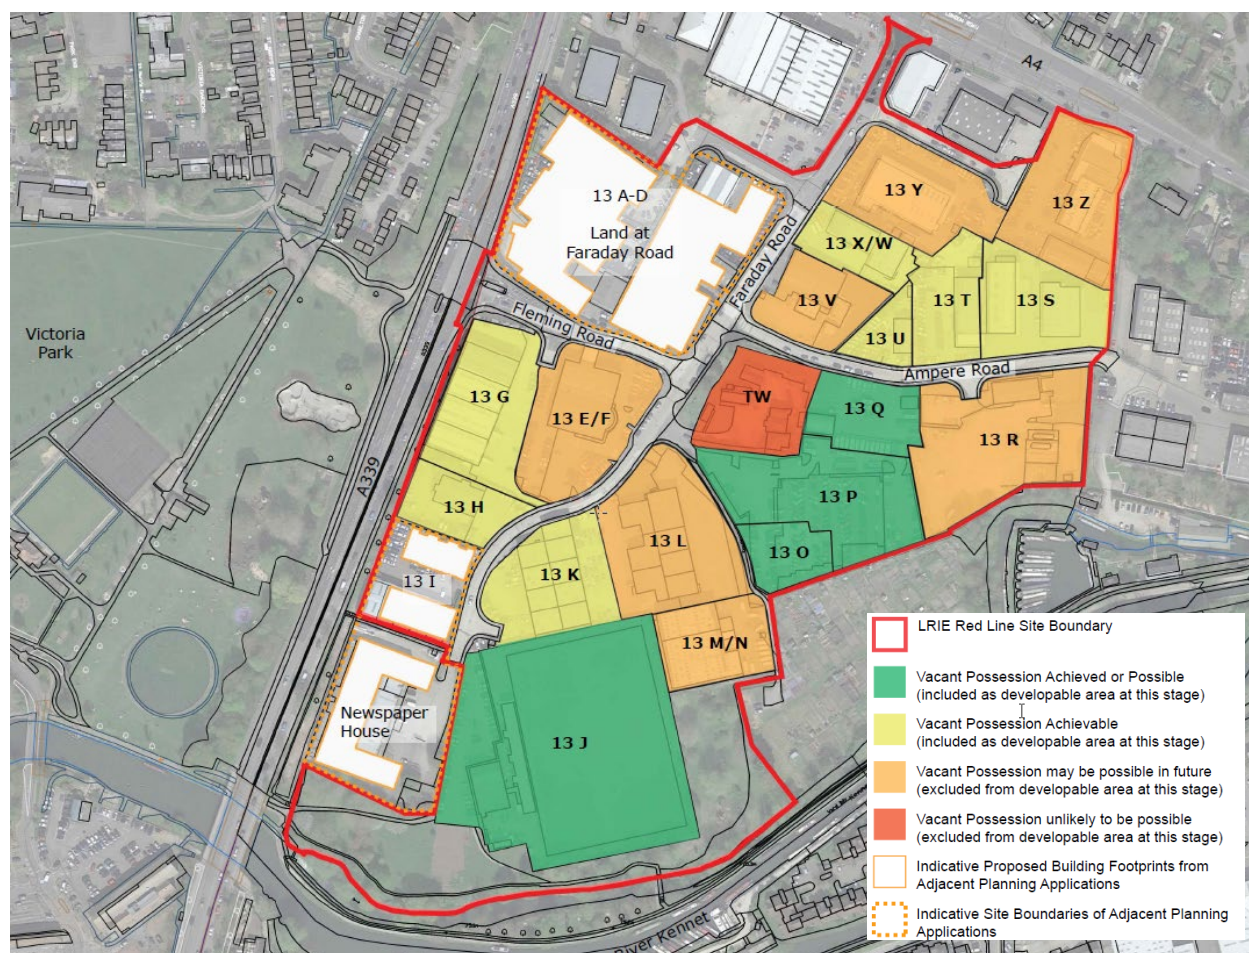 A4
13 Y
13 Z
13 A-D
Land at
Faraday Road
13 X/W
Faraday Road
13 V
13 T
13 S
13 U
Victoria
Park
Fleming Road
Ampere Road
13 G
13 E/F
TW
13 Q
13 R
A339
13 H
13 P
13 L
13 O
13 I
13 K
13 M/N
Newspaper
House
13 J
River Kennet
LRIE Red Line Site Boundary
Vacant Possession Achieved or Possible
(included as developable area at this stage)
Vacant Possession Achievable
(included as developable area at this stage)
Vacant Possession may be possible in future
(excluded from developable area at this stage)
Vacant Possession unlikely to be possible
(excluded from developable area at this stage)
Indicative Proposed Building Footprints from
Adjacent Planning Applications
Indicative Site Boundaries of Adjacent Planning
Applications